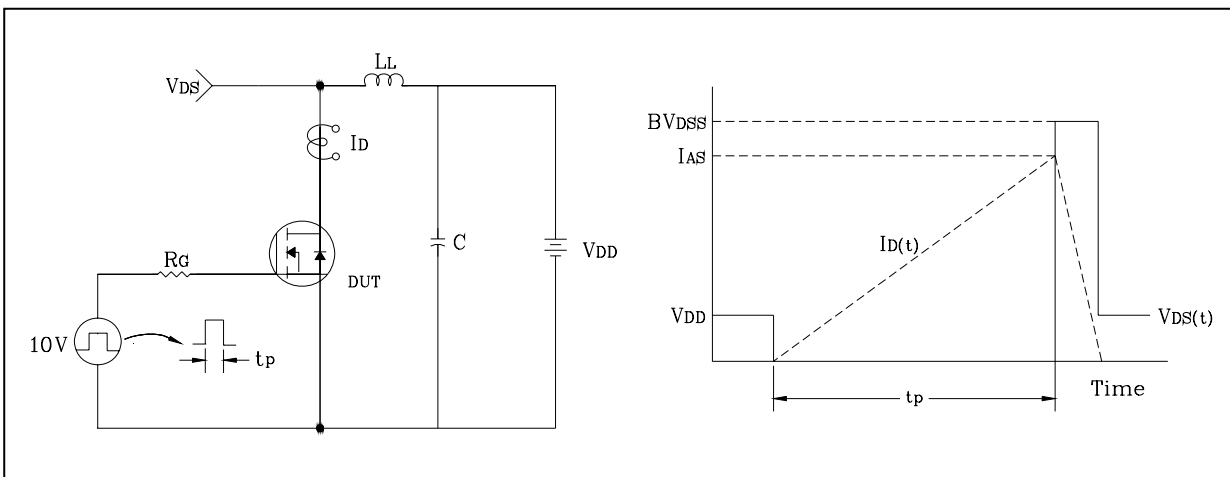 LL
VDS
ID
RG
C
VDD
DUT
10V
tp
BVDSS
IAS
ID(t)
VDD
VDS(t)
Time
tp